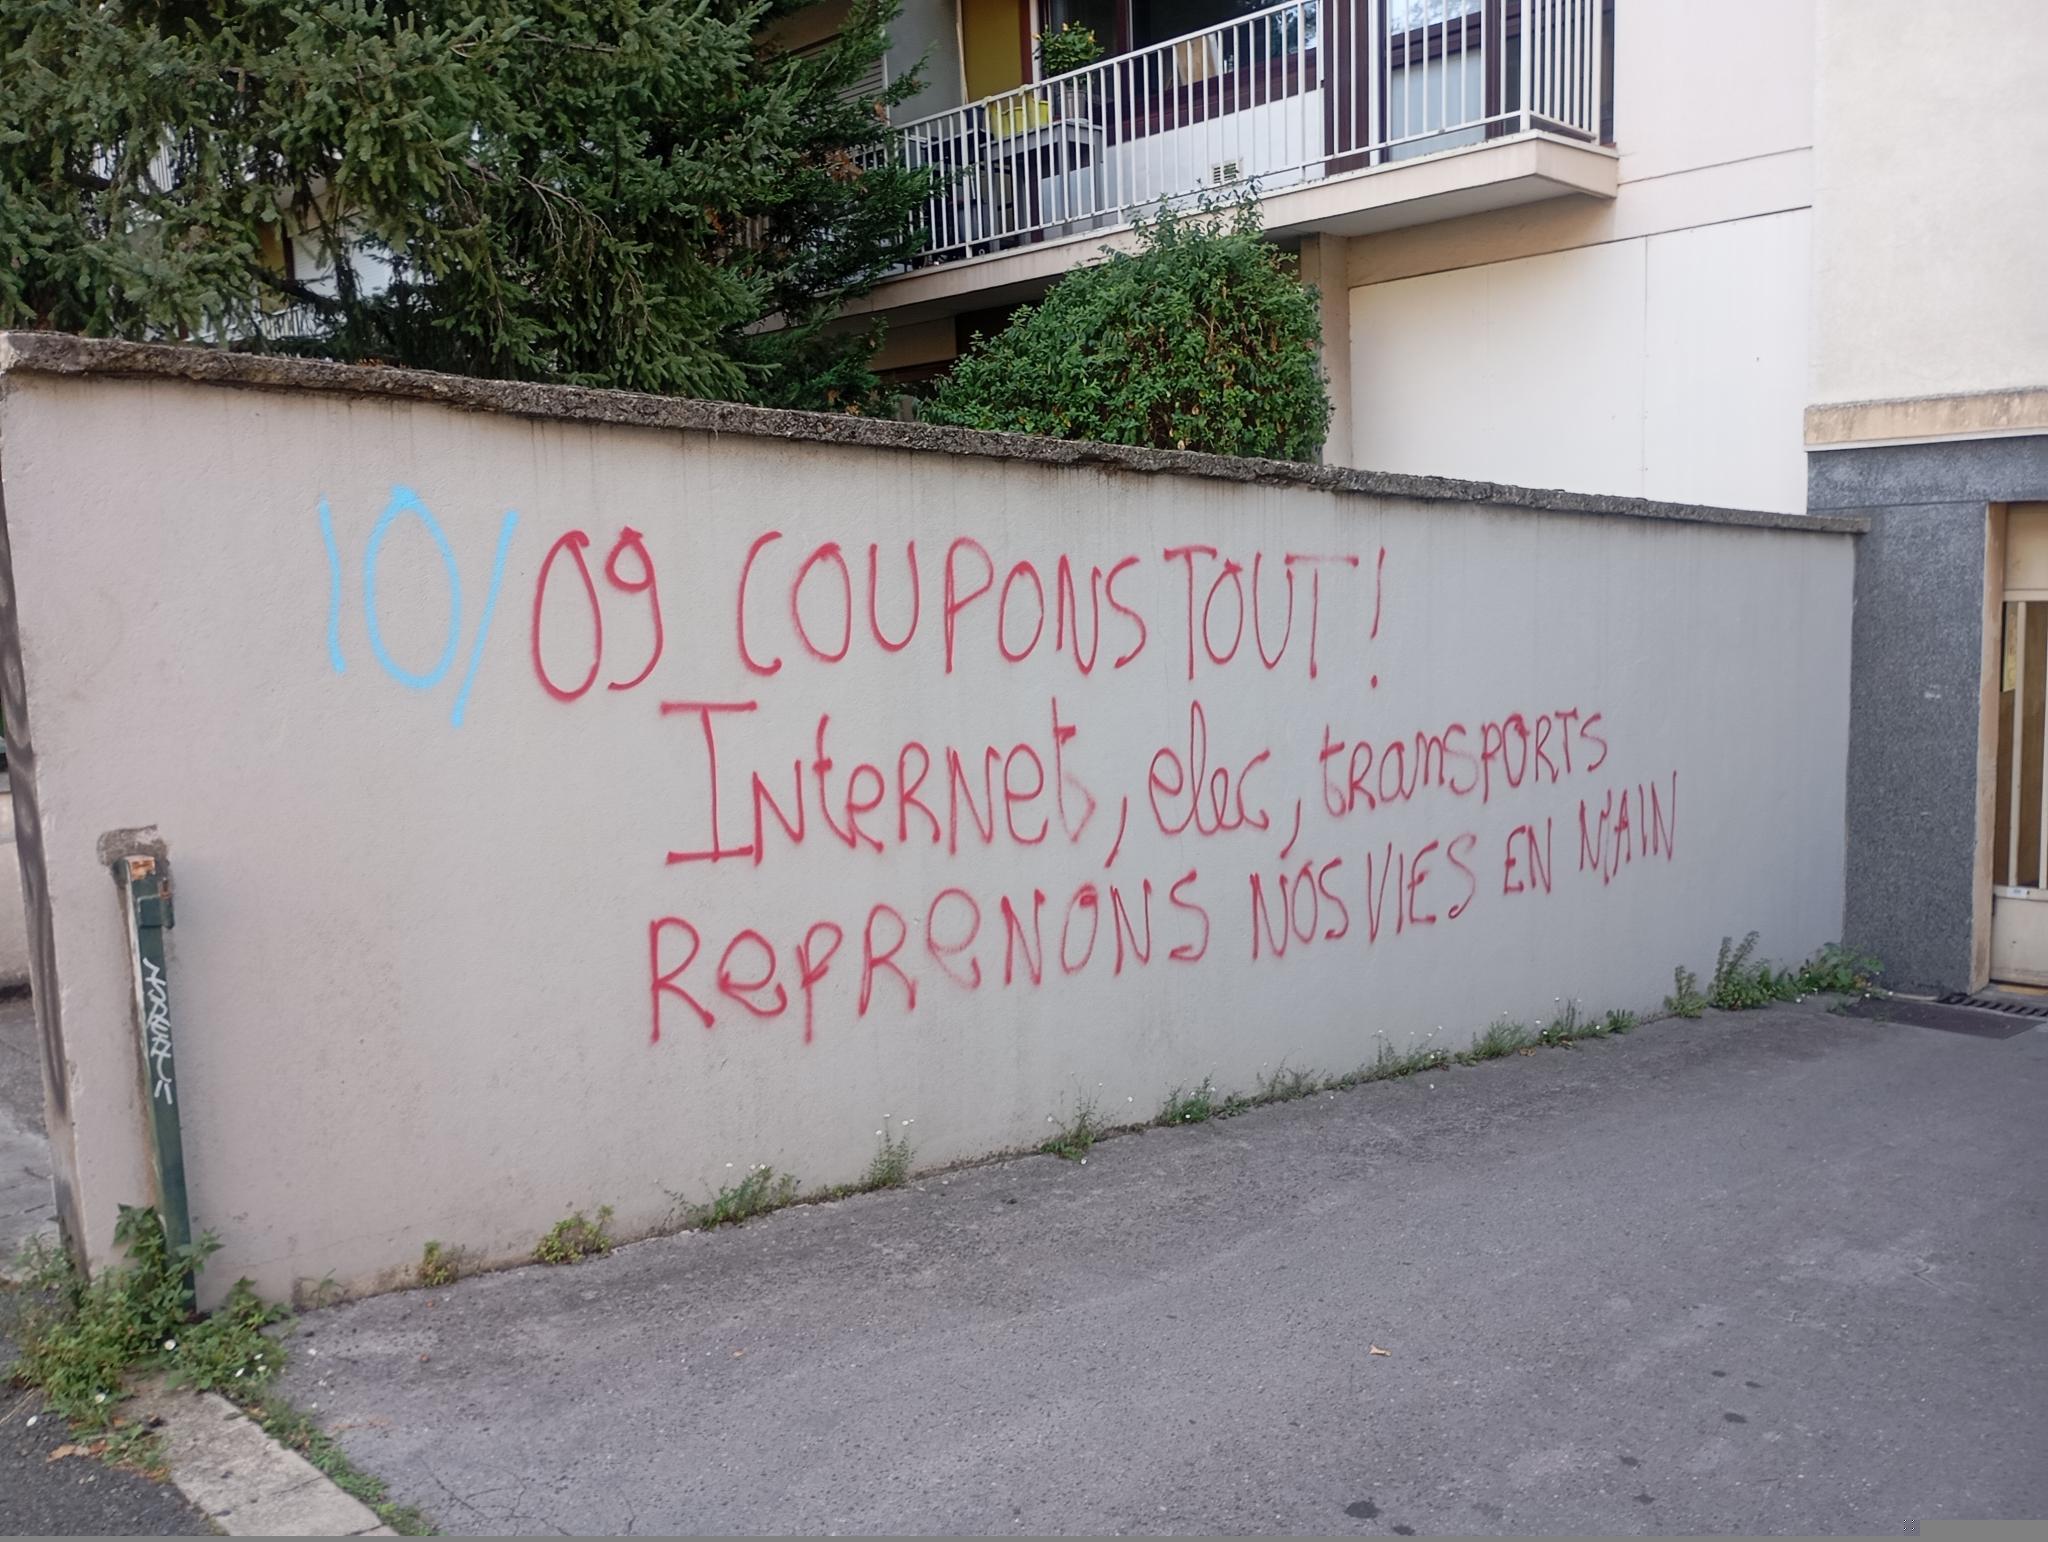 10/09 COUPONS TOUT !
Internet, elec, transports
REPRENONS NOS VIES EN MAIN